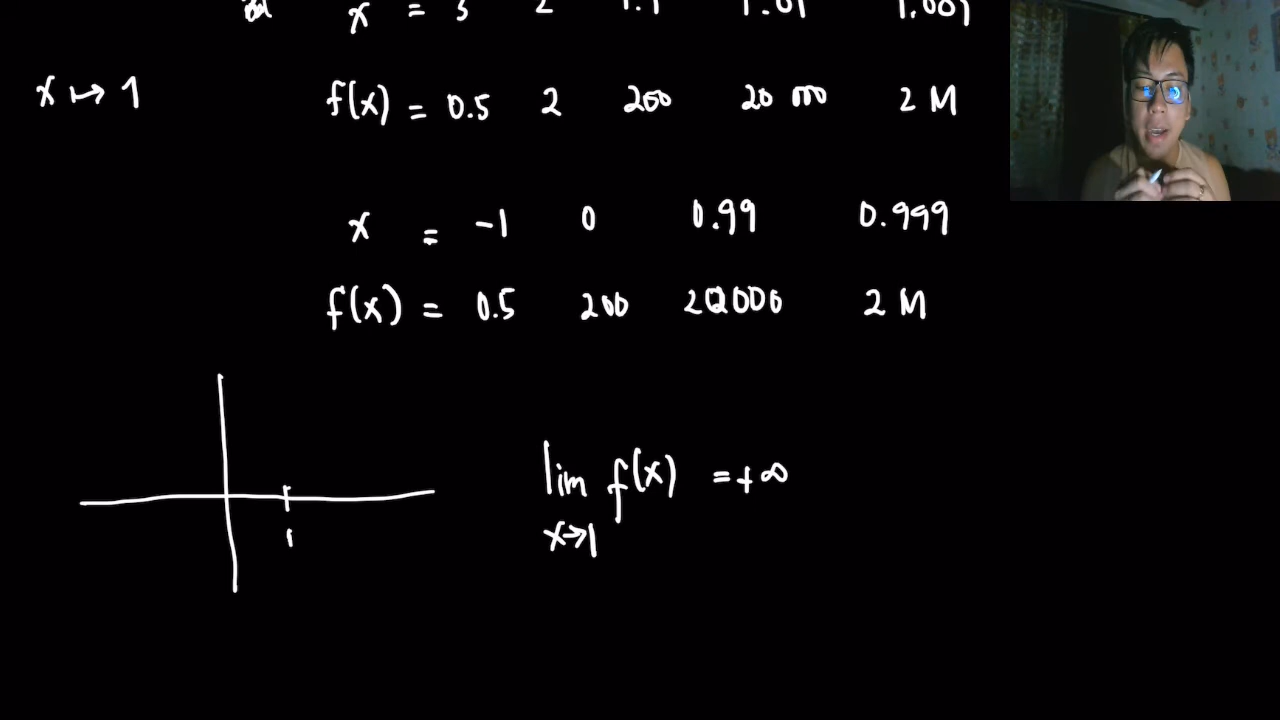 x = 3 2 1.1 1.01 1.001
x ↦ 1
f(x) = 0.5 2 200 20 000 2 M
x = -1 0 0.99 0.999
f(x) = 0.5 200 20000 2 M
lim f(x) = +∞
x→1
1